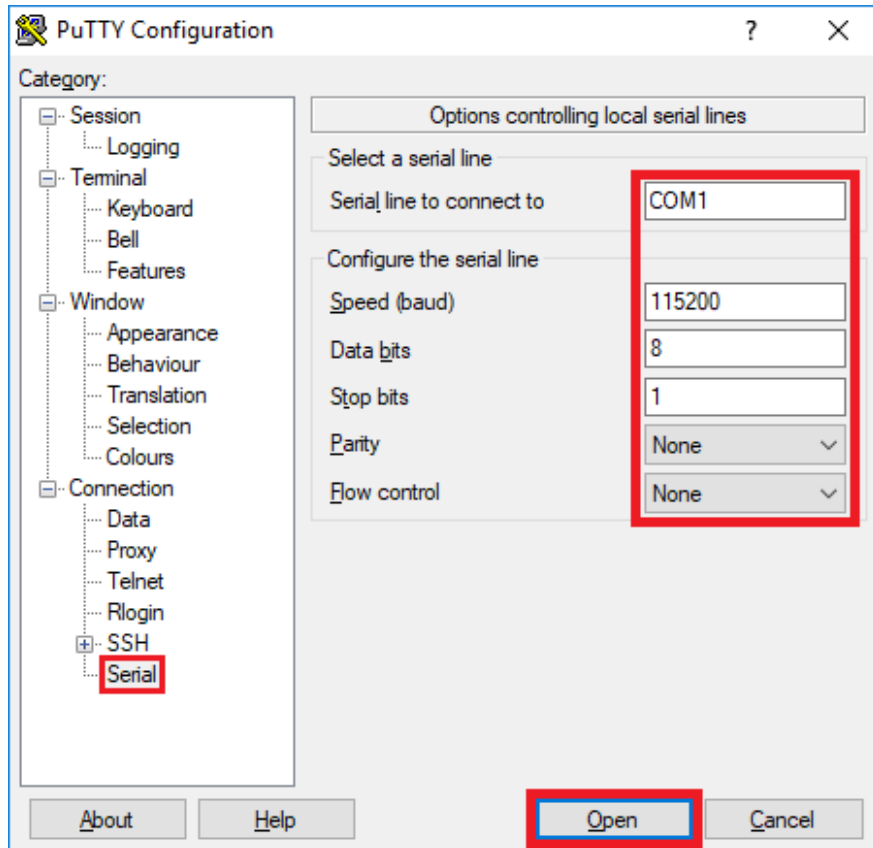 PuTTY Configuration
?
Category:
Session
Logging
Terminal
Keyboard
Bell
Features
Window
Appearance
Behaviour
Translation
Selection
Colours
Connection
Data
Proxy
Telnet
Rlogin
SSH
Serial
Options controlling local serial lines
Select a serial line
Serial line to connect to COM1
Configure the serial line
Speed (baud) 115200
Data bits 8
Stop bits 1
Parity None
Flow control None
About Help Open Cancel